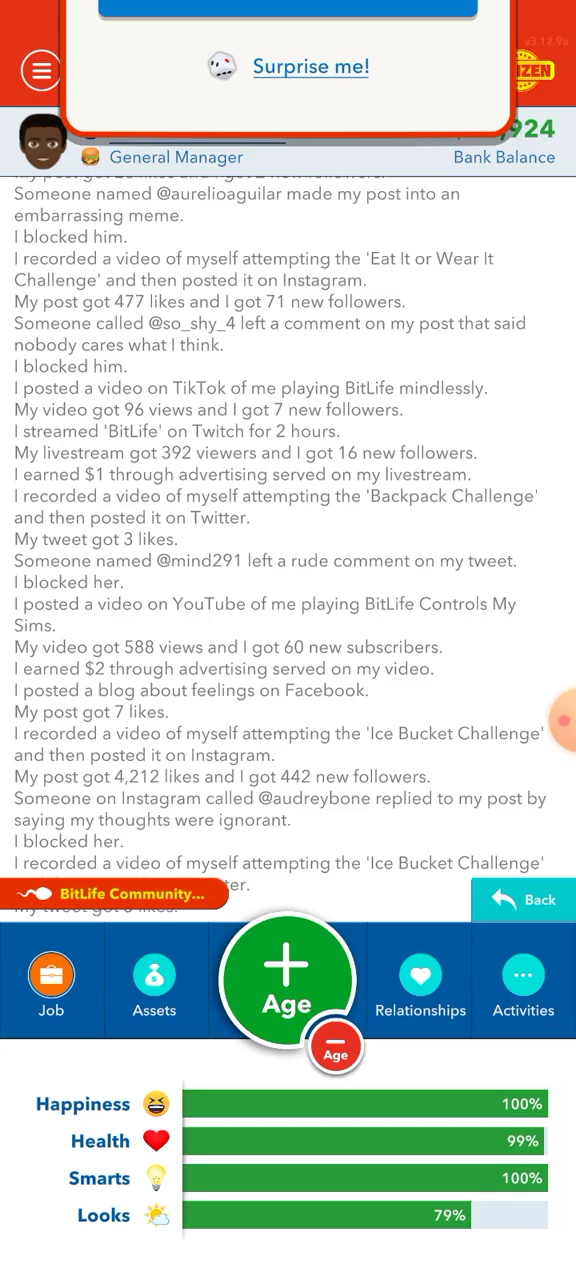 Surprise me!
v3.12.9a
IZEN
924
General Manager
Bank Balance
Someone named @aurelioaguilar made my post into an
embarrassing meme.
I blocked him.
I recorded a video of myself attempting the 'Eat It or Wear It
Challenge' and then posted it on Instagram.
My post got 477 likes and I got 71 new followers.
Someone called @so_shy_4 left a comment on my post that said
nobody cares what I think.
I blocked him.
I posted a video on TikTok of me playing BitLife mindlessly.
My video got 96 views and I got 7 new followers.
I streamed 'BitLife' on Twitch for 2 hours.
My livestream got 392 viewers and I got 16 new followers.
I earned $1 through advertising served on my livestream.
I recorded a video of myself attempting the 'Backpack Challenge'
and then posted it on Twitter.
My tweet got 3 likes.
Someone named @mind291 left a rude comment on my tweet.
I blocked her.
I posted a video on YouTube of me playing BitLife Controls My
Sims.
My video got 588 views and I got 60 new subscribers.
I earned $2 through advertising served on my video.
I posted a blog about feelings on Facebook.
My post got 7 likes.
I recorded a video of myself attempting the 'Ice Bucket Challenge'
and then posted it on Instagram.
My post got 4,212 likes and I got 442 new followers.
Someone on Instagram called @audreybone replied to my post by
saying my thoughts were ignorant.
I blocked her.
I recorded a video of myself attempting the 'Ice Bucket Challenge'
ter.
BitLife Community...
Back
Age
Job
Assets
Relationships
Activities
Age
Happiness 100%
Health 99%
Smarts 100%
Looks 79%